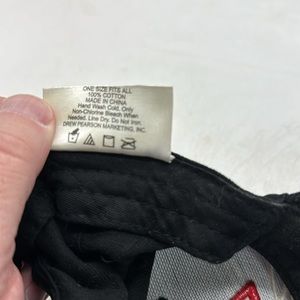 ONE SIZE FITS ALL
100% COTTON
MADE IN CHINA
Hand Wash Cold. Only
Non-Chlorine Bleach When
Needed. Line Dry. Do Not Iron.
DREW PEARSON MARKETING, INC.